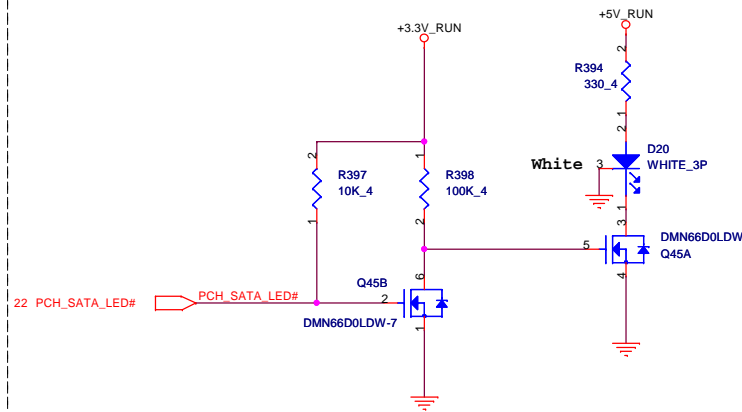 +5V_RUN
+3.3V_RUN
2
R394
330_4
1
2
D20
WHITE_3P
White
3
1
2
R397
10K_4
1
1
R398
100K_4
2
3
5
DMN66D0LDW
Q45A
4
Q45B
6
22 PCH_SATA_LED#
PCH_SATA_LED#
2
DMN66D0LDW-7
1